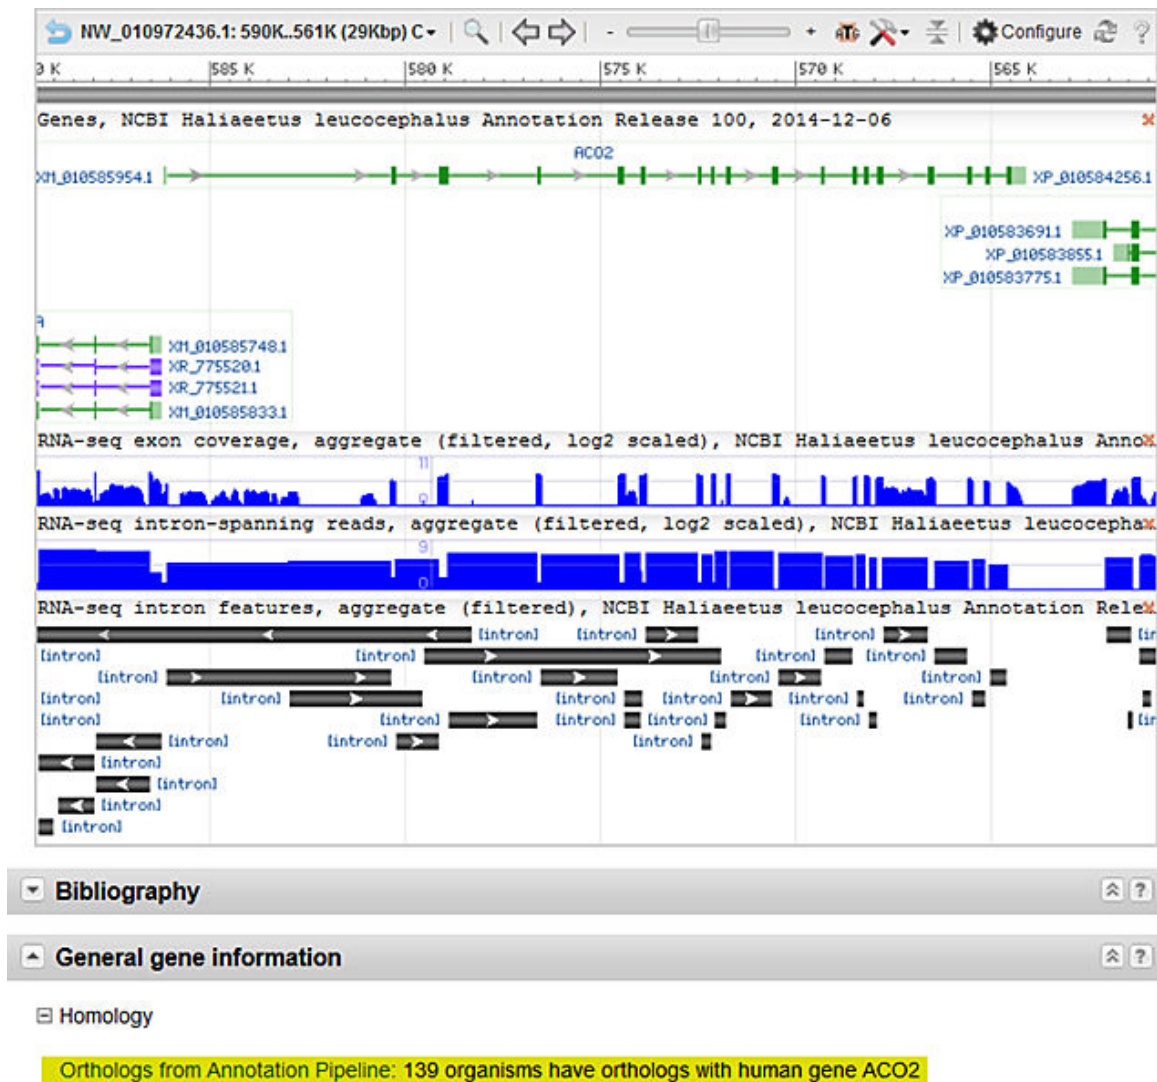 NW_010972436.1: 590K..561K (29Kbp) C
- + ATG Configure ?
0 K 585 K 580 K 575 K 570 K 565 K
Genes, NCBI Haliaeetus leucocephalus Annotation Release 100, 2014-12-06
ACO2
XM_010585954.1 XP_010584256.1
XP_010583691.1
XP_010583855.1
XP_010583775.1
A
XM_010585748.1
XR_775520.1
XR_775521.1
XM_010585833.1
RNA-seq exon coverage, aggregate (filtered, log2 scaled), NCBI Haliaeetus leucocephalus Anno
11
0
RNA-seq intron-spanning reads, aggregate (filtered, log2 scaled), NCBI Haliaeetus leucocepha
9
0
RNA-seq intron features, aggregate (filtered), NCBI Haliaeetus leucocephalus Annotation Rele
[intron] [intron] [intron] [ir
[intron] [intron] [intron] [intron]
[intron] [intron] [intron] [intron]
[intron] [intron] [intron] [intron] [intron]
[intron] [intron] [intron] [intron] [intron] [ir
[intron] [intron] [intron]
[intron]
[intron]
[intron]
[intron]
Bibliography ?
General gene information ?
Homology
Orthologs from Annotation Pipeline: 139 organisms have orthologs with human gene ACO2